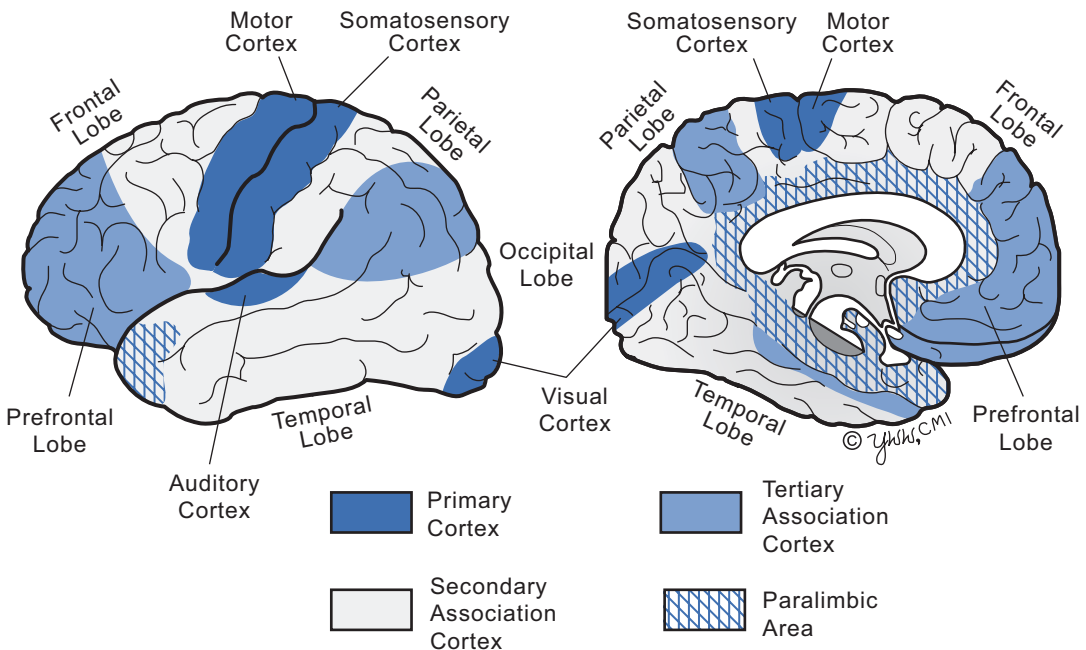 Motor
Cortex
Somatosensory
Cortex
Somatosensory
Cortex
Motor
Cortex
Frontal
Lobe
Parietal
Lobe
Parietal
Lobe
Frontal
Lobe
Occipital
Lobe
Prefrontal
Lobe
Temporal
Lobe
Auditory
Cortex
Visual
Cortex
Temporal
Lobe
Prefrontal
Lobe
© CMI
Primary
Cortex
Tertiary
Association
Cortex
Secondary
Association
Cortex
Paralimbic
Area